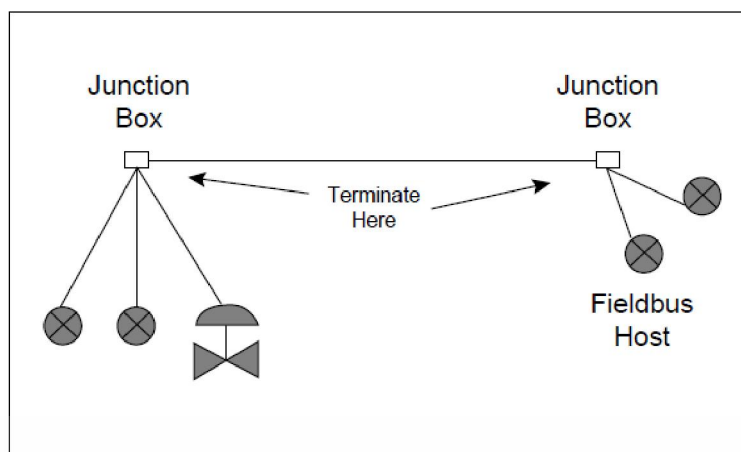 Junction
Box
Junction
Box
Terminate
Here
Fieldbus
Host